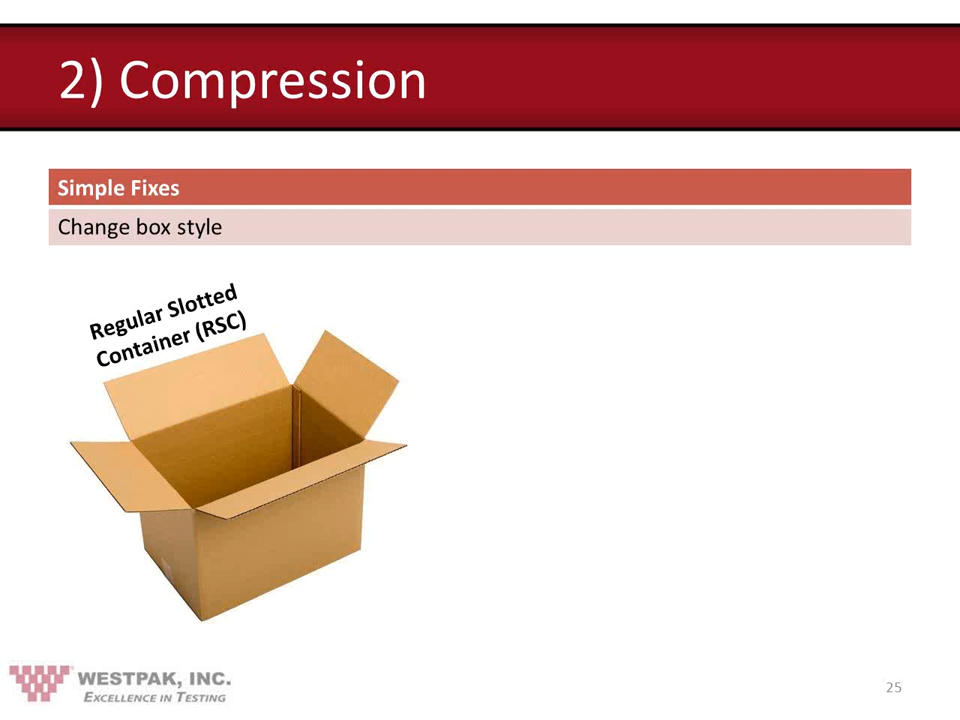 2) Compression
Simple Fixes
Change box style
Regular Slotted
Container (RSC)
WESTPAK, INC.
EXCELLENCE IN TESTING
25